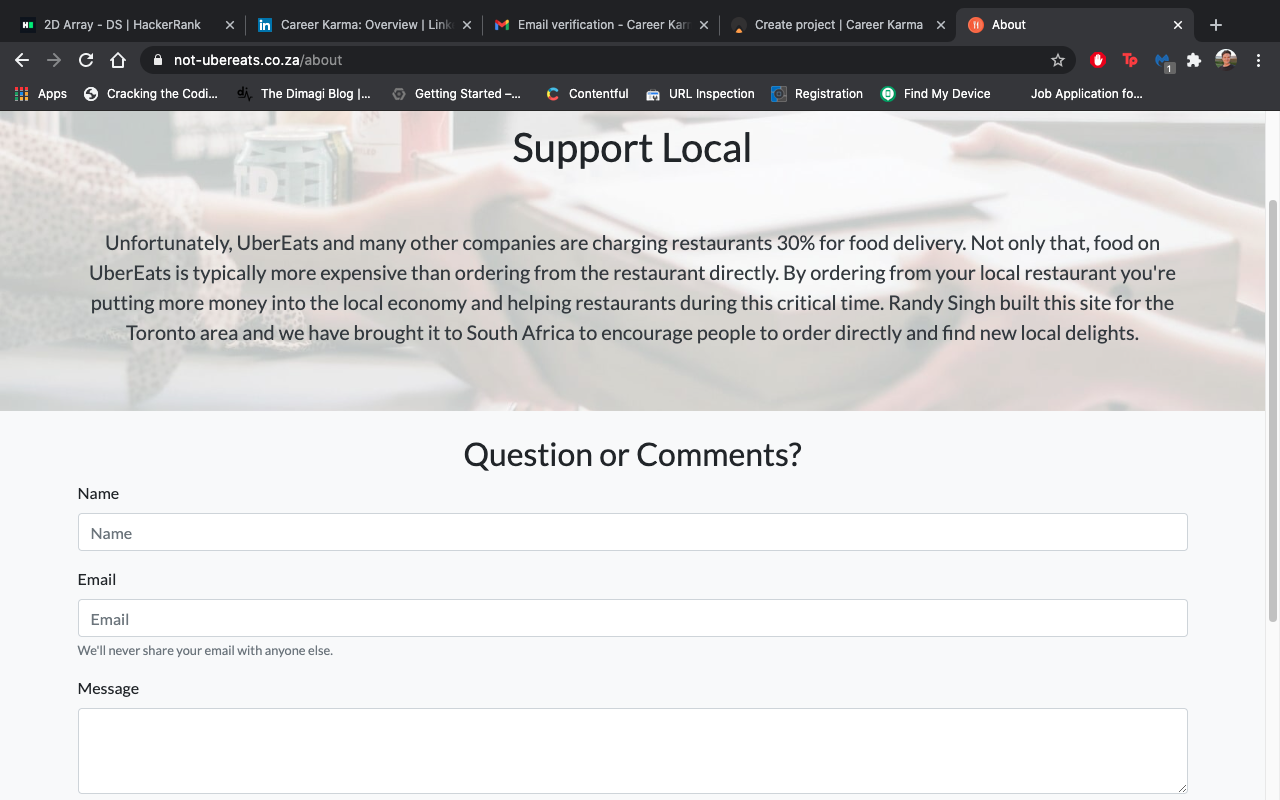 2D Array - DS | HackerRank
Career Karma: Overview | Link
Email verification - Career Kar
Create project | Career Karma
About
not-ubereats.co.za/about
1
Apps
Cracking the Codi...
The Dimagi Blog |...
Getting Started –...
Contentful
URL Inspection
Registration
Find My Device
Job Application fo...
Support Local
Unfortunately, UberEats and many other companies are charging restaurants 30% for food delivery. Not only that, food on
UberEats is typically more expensive than ordering from the restaurant directly. By ordering from your local restaurant you're
putting more money into the local economy and helping restaurants during this critical time. Randy Singh built this site for the
Toronto area and we have brought it to South Africa to encourage people to order directly and find new local delights.
Question or Comments?
Name
Name
Email
Email
We'll never share your email with anyone else.
Message